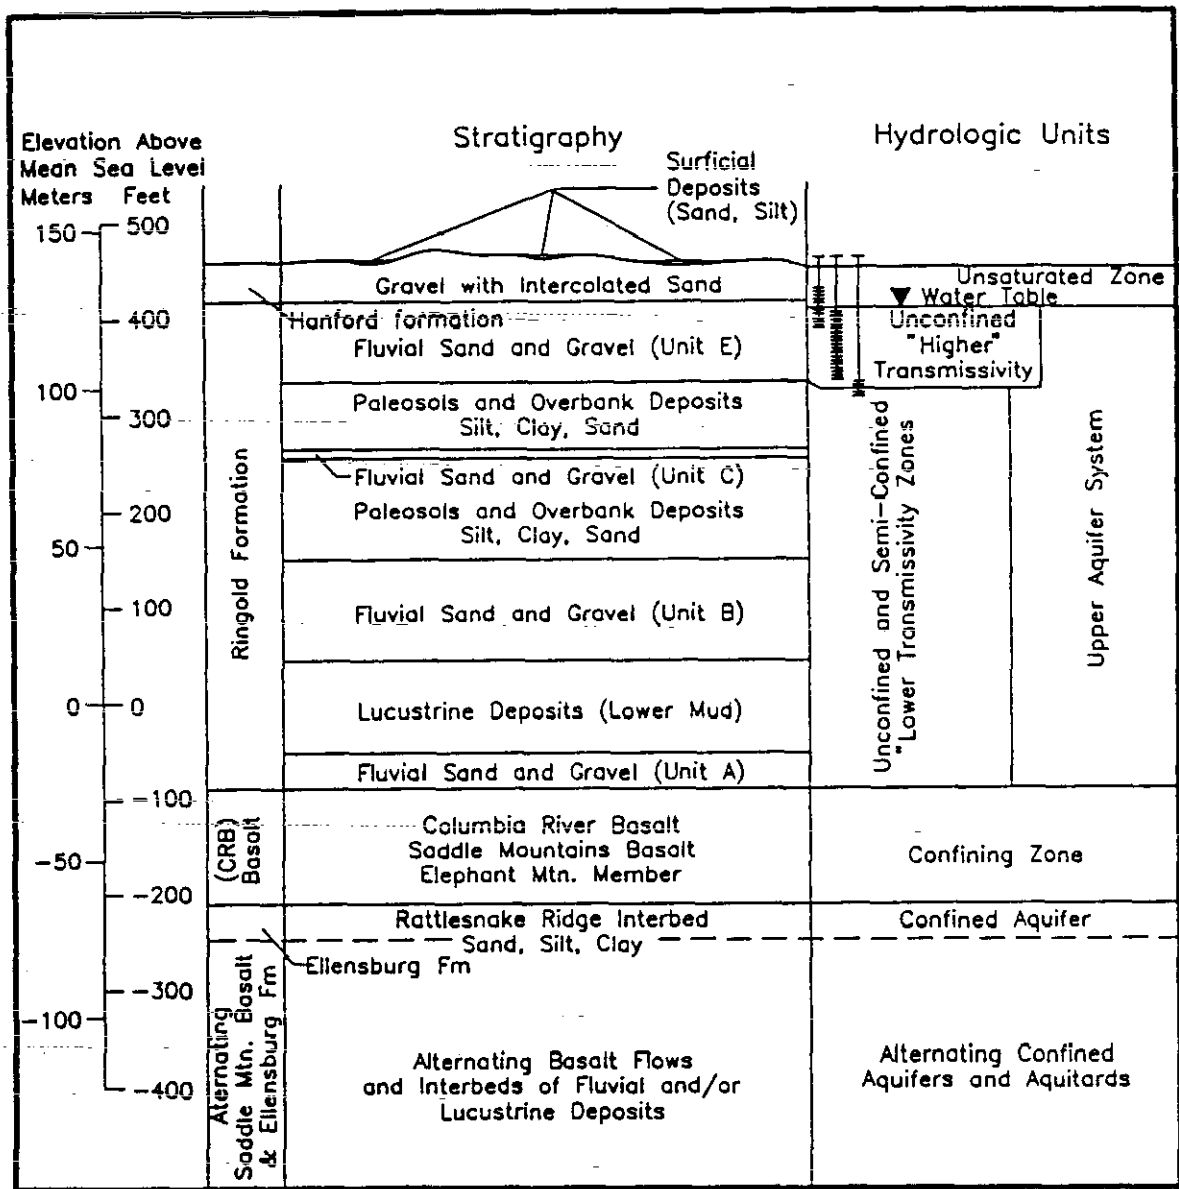 Stratigraphy
Hydrologic Units
Elevation Above
Mean Sea Level
Meters Feet
Surficial
Deposits
(Sand, Silt)
150
500
400
100
300
200
50
100
0
0
-100
-50
-200
-300
-100
-400
Gravel with Intercolated Sand
Hanford formation
Fluvial Sand and Gravel (Unit E)
Paleosols and Overbank Deposits
Silt, Clay, Sand
Fluvial Sand and Gravel (Unit C)
Paleosols and Overbank Deposits
Silt, Clay, Sand
Fluvial Sand and Gravel (Unit B)
Lucustrine Deposits (Lower Mud)
Fluvial Sand and Gravel (Unit A)
Ringold Formation
(CRB)
Basalt
Columbia River Basalt
Saddle Mountains Basalt
Elephant Mtn. Member
Rattlesnake Ridge Interbed
Sand, Silt, Clay
Ellensburg Fm
Aternating
Saddle Mtn. Basalt
& Ellensburg Fm
Alternating Basalt Flows
and Interbeds of Fluvial and/or
Lucustrine Deposits
Unsaturated Zone
Water Table
Unconfined
"Higher"
Transmissivity
Unconfined and Semi-Confined
"Lower Transmissivity Zones
Upper Aquifer System
Confining Zone
Confined Aquifer
Alternating Confined
Aquifers and Aquitards